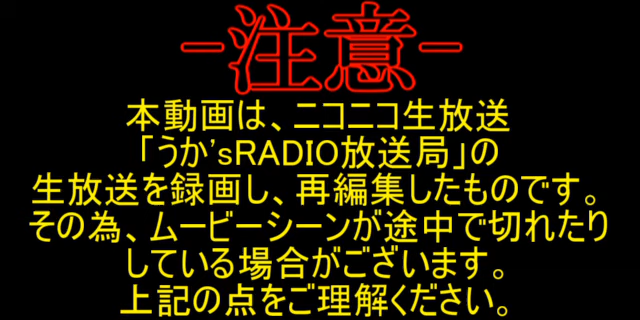 -注意-
本動画は、ニコニコ生放送
「うか'sRADIO放送局」の
生放送を録画し、再編集したものです。
その為、ムービーシーンが途中で切れたり
している場合がございます。
上記の点をご理解ください。